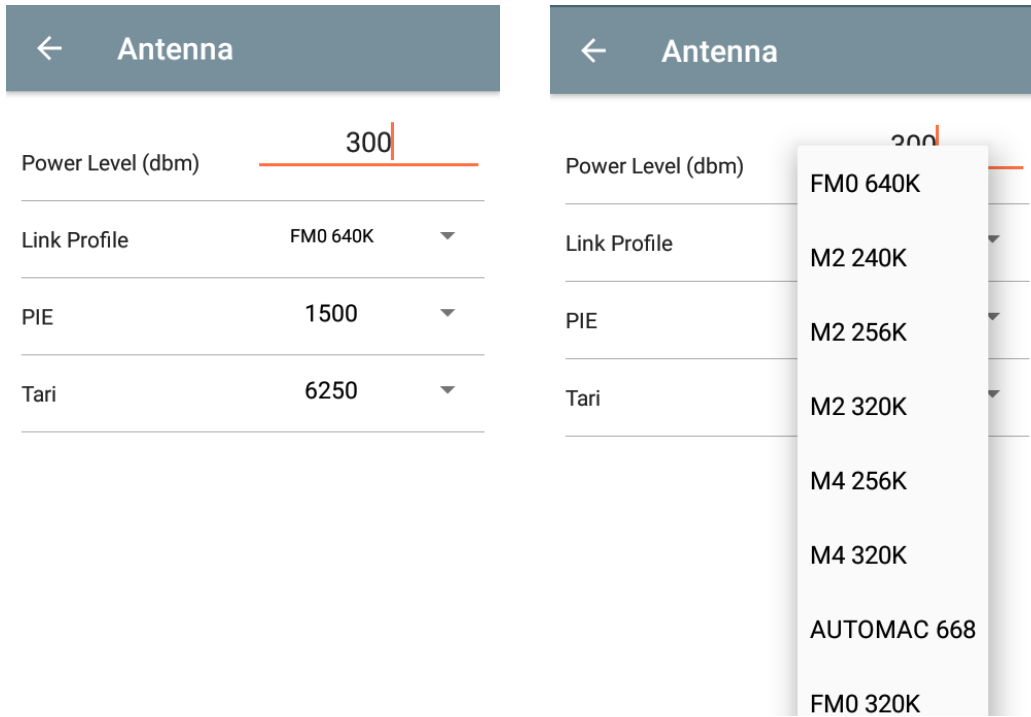 Antenna
Power Level (dbm) 300
Link Profile FM0 640K
PIE 1500
Tari 6250
Antenna
Power Level (dbm) 300
Link Profile
PIE
Tari
FM0 640K
M2 240K
M2 256K
M2 320K
M4 256K
M4 320K
AUTOMAC 668
FM0 320K